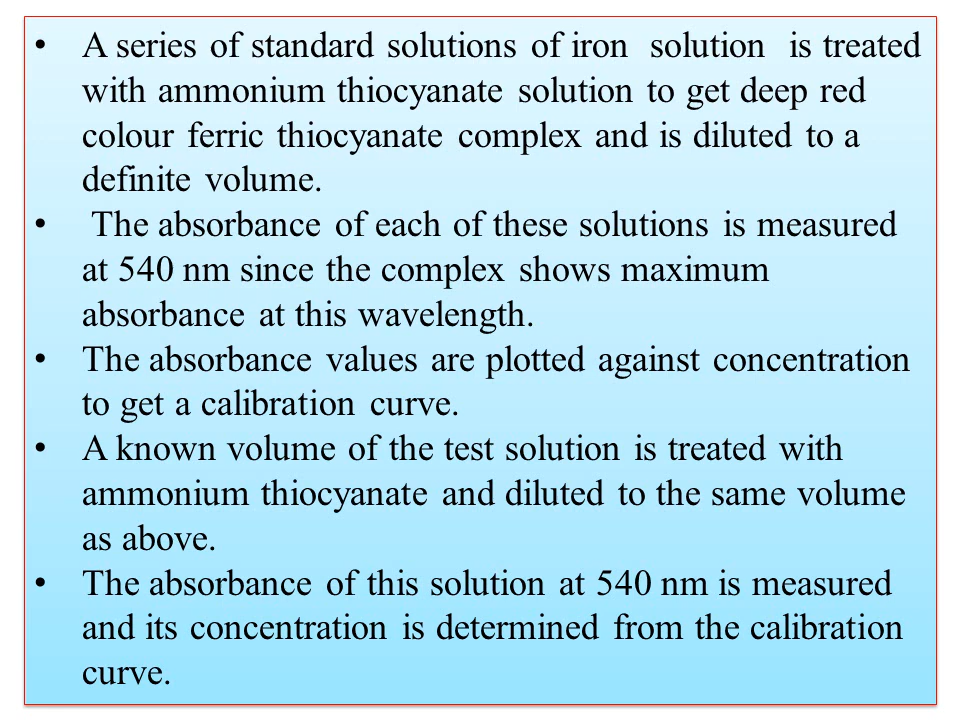 • A series of standard solutions of iron  solution  is treated
with ammonium thiocyanate solution to get deep red
colour ferric thiocyanate complex and is diluted to a
definite volume.
•  The absorbance of each of these solutions is measured
at 540 nm since the complex shows maximum
absorbance at this wavelength.
• The absorbance values are plotted against concentration
to get a calibration curve.
• A known volume of the test solution is treated with
ammonium thiocyanate and diluted to the same volume
as above.
• The absorbance of this solution at 540 nm is measured
and its concentration is determined from the calibration
curve.